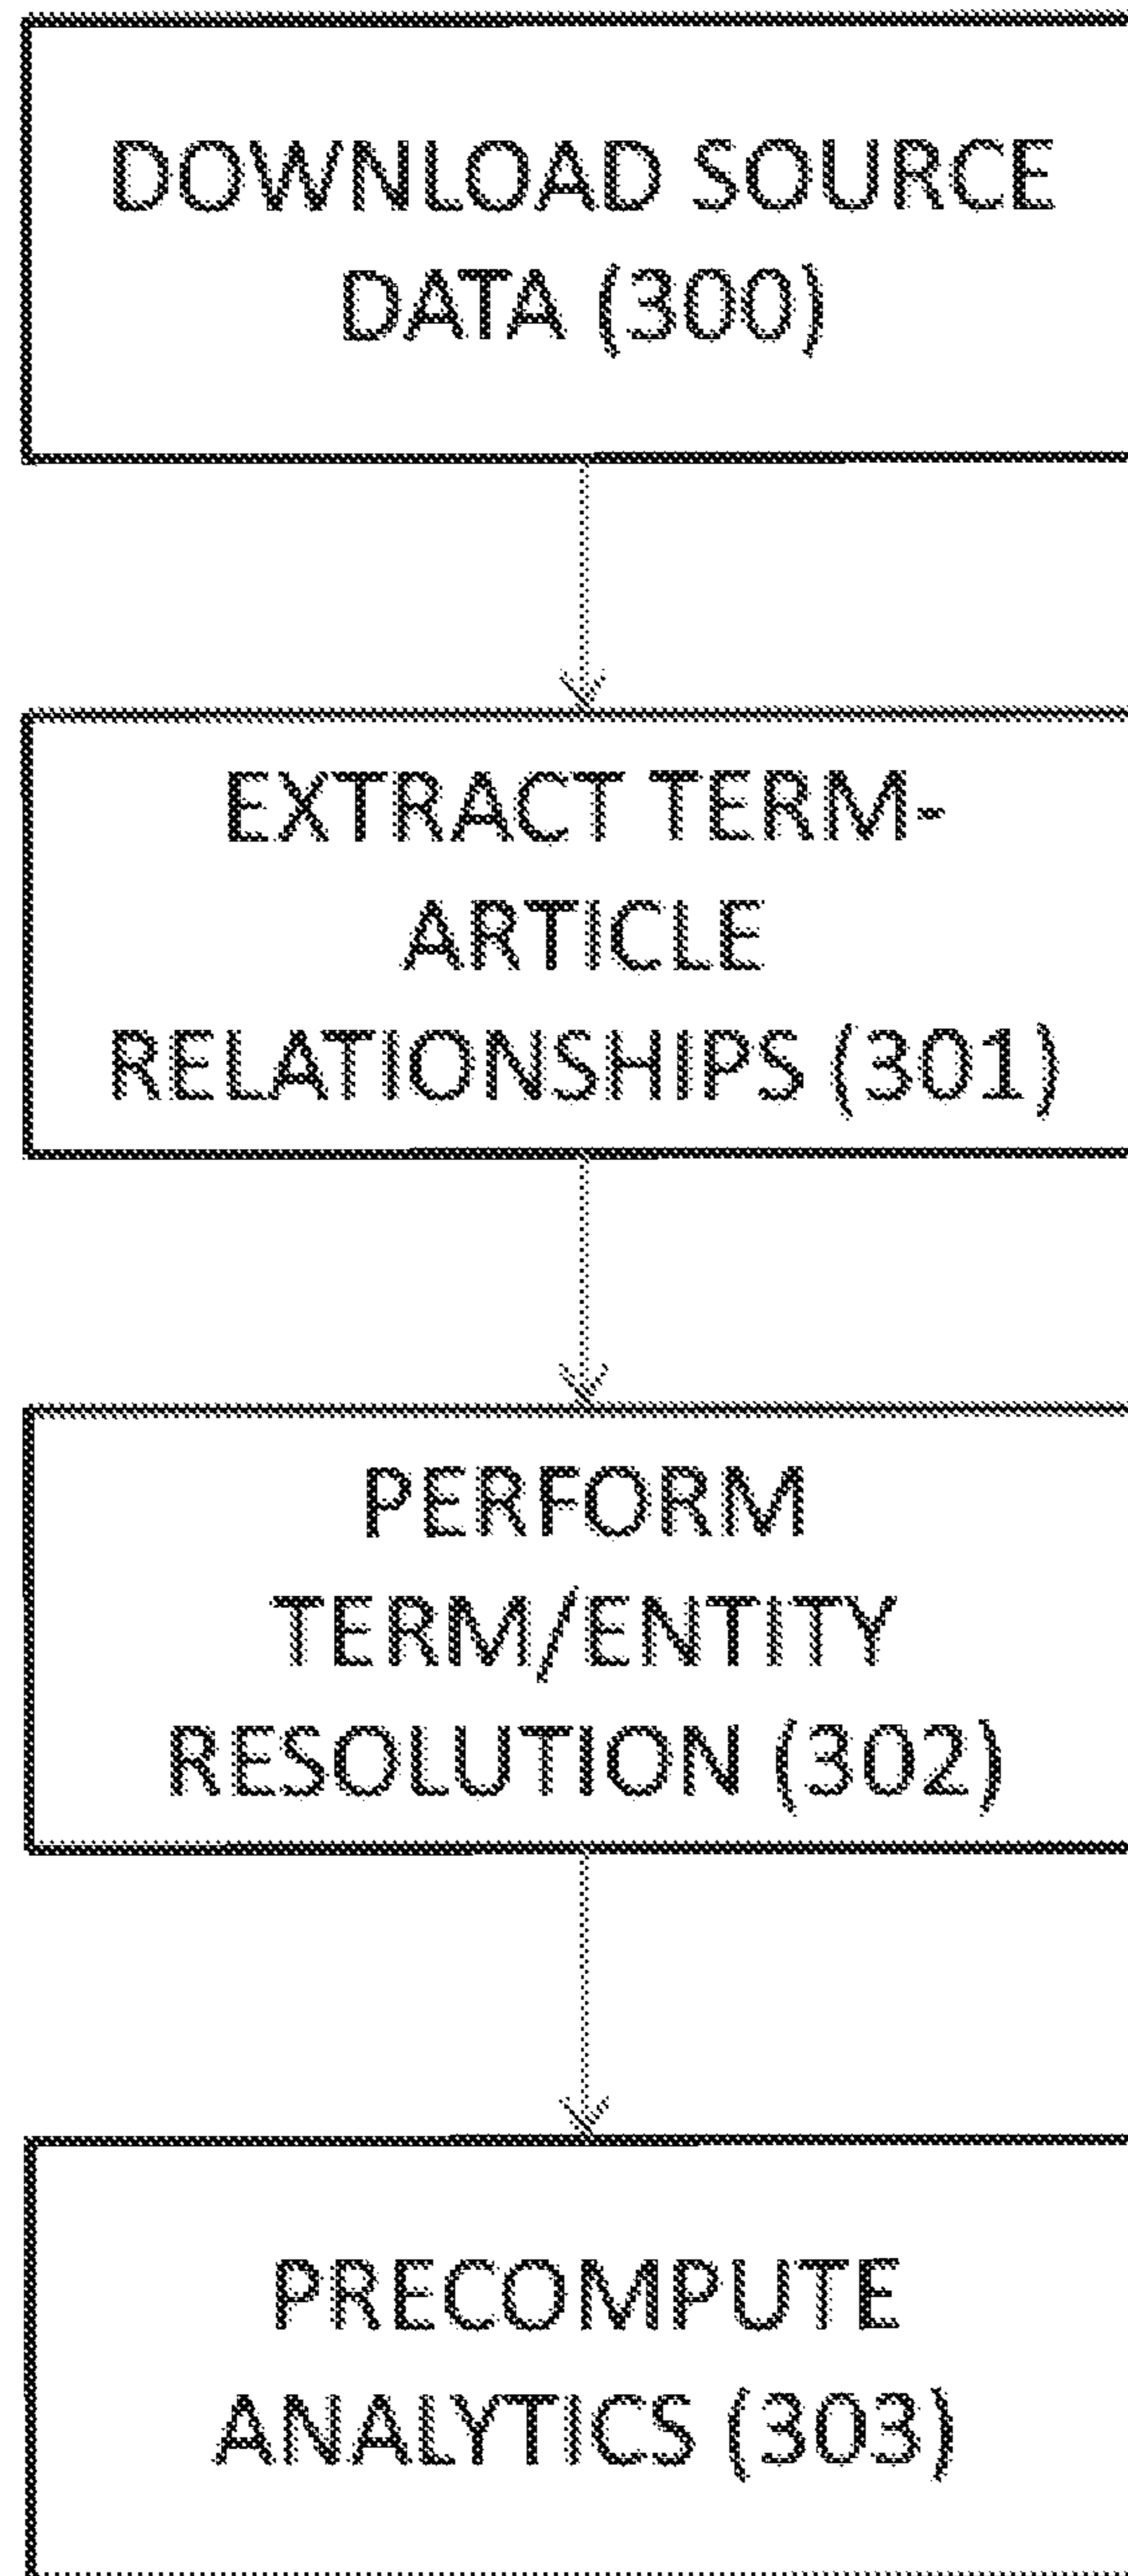 DOWNLOAD SOURCE
DATA (300)
EXTRACT TERM-
ARTICLE
RELATIONSHIPS (301)
PERFORM
TERM/ENTITY
RESOLUTION (302)
PRECOMPUTE
ANALYTICS (303)